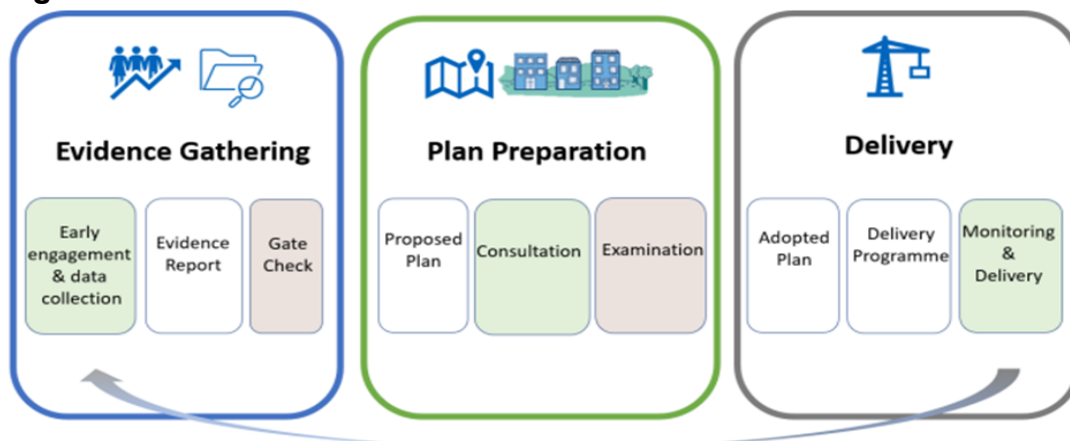 Evidence Gathering
Early
engagement
& data
collection
Evidence
Report
Gate
Check
Plan Preparation
Proposed
Plan
Consultation
Examination
Delivery
Adopted
Plan
Delivery
Programme
Monitoring
&
Delivery